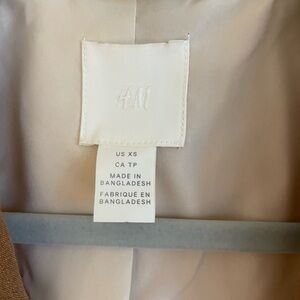 H&M
US XS
CA TP
MADE IN
BANGLADESH
FABRIQUÉ EN
BANGLADESH